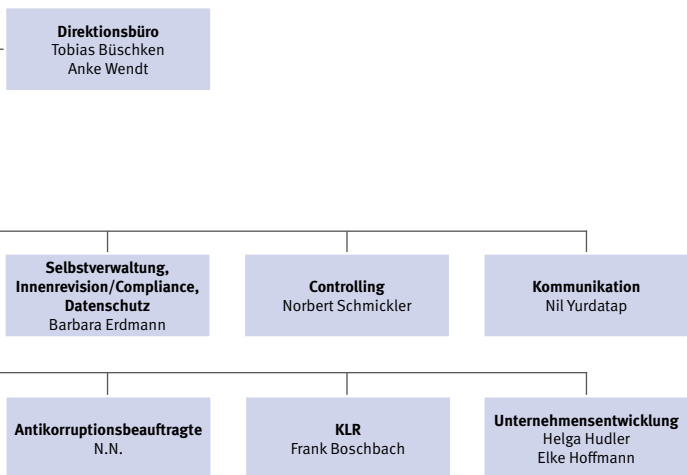 Direktionsbüro
Tobias Büschken
Anke Wendt
Selbstverwaltung,
Innenrevision/Compliance,
Datenschutz
Barbara Erdmann
Controlling
Norbert Schmickler
Kommunikation
Nil Yurdatap
Antikorruptionsbeauftragte
N.N.
KLR
Frank Boschbach
Unternehmensentwicklung
Helga Hudler
Elke Hoffmann